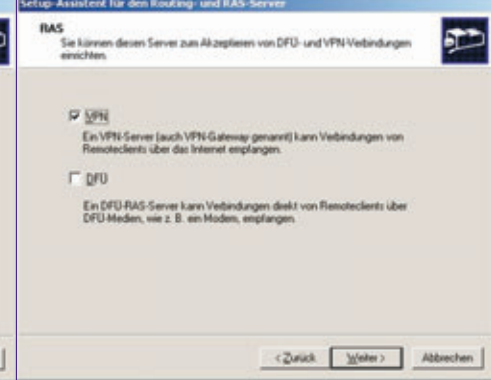 Setup-Assistent für den Routing- und RAS-Server
RAS
Sie können diesen Server zum Akzeptieren von DFÜ- und VPN-Verbindungen
einrichten.
VPN
Ein VPN-Server (auch VPN-Gateway genannt) kann Verbindungen von
Remoteclients über das Internet empfangen.
DFÜ
Ein DFÜ-RAS-Server kann Verbindungen direkt von Remoteclients über
DFÜ-Medien, wie z. B. ein Modem, empfangen.
< Zurück Weiter > Abbrechen